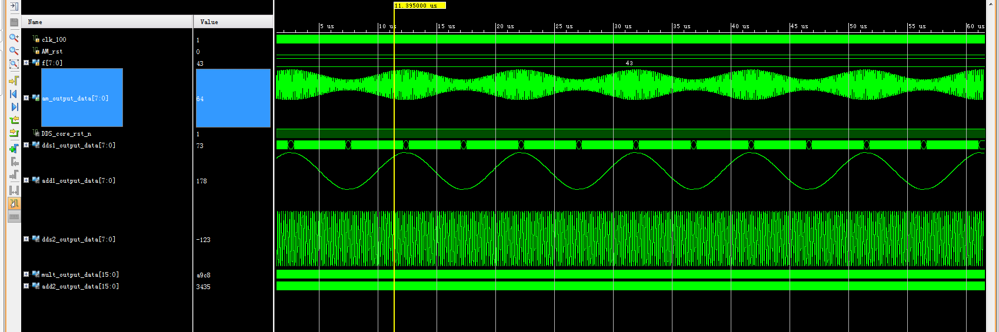 11.395000 us
Name Value
5 us 10 us 15 us 20 us 25 us 30 us 35 us 40 us 45 us 50 us 55 us 60 us
clk_100 1
AM_rst 0
f[7:0] 43 43
am_output_data[7:0] 64
DDS_core_rst_n 1
dds1_output_data[7:0] 73
add1_output_data[7:0] 178
dds2_output_data[7:0] -123
mult_output_data[15:0] a9c8
add2_output_data[15:0] 3435